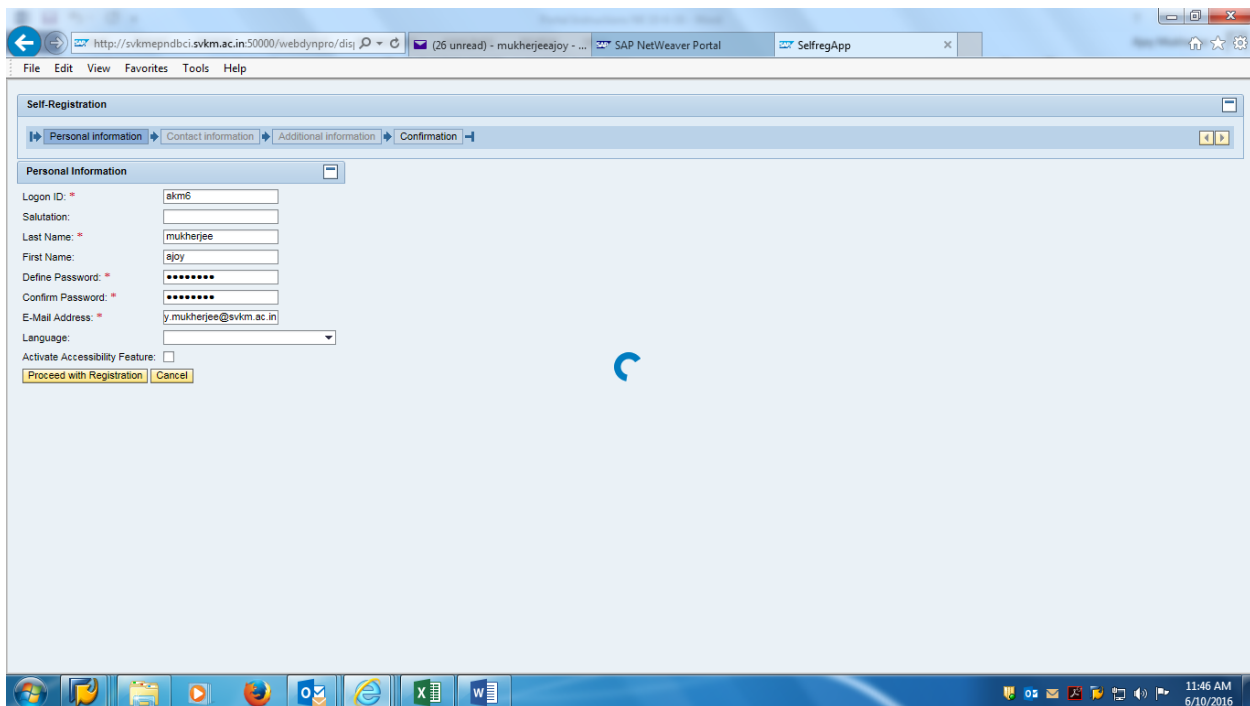 http://svkmepndbci.svkm.ac.in:50000/webdynpro/dis (26 unread) - mukherjeeajoy - ... SAP NetWeaver Portal SelfregApp
File Edit View Favorites Tools Help
Self-Registration
Personal information Contact information Additional information Confirmation
Personal Information
Logon ID: * akm6
Salutation:
Last Name: * mukherjee
First Name: ajoy
Define Password: * ••••••••
Confirm Password: * ••••••••
E-Mail Address: * y.mukherjee@svkm.ac.in
Language:
Activate Accessibility Feature:
Proceed with Registration Cancel
11:46 AM
6/10/2016